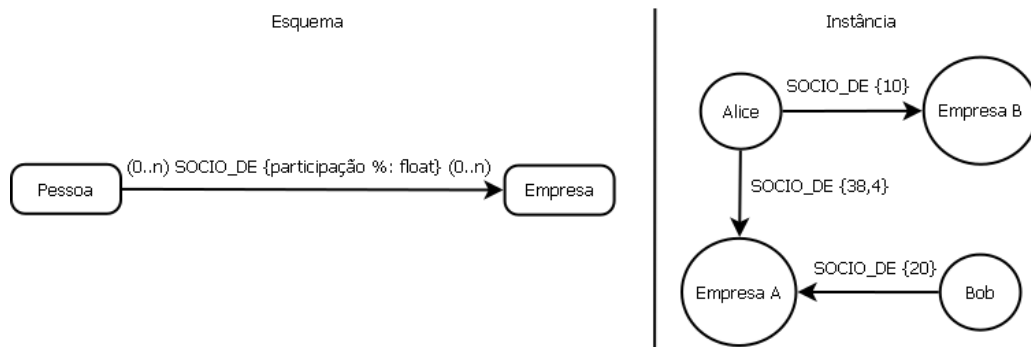 Esquema
Pessoa
(0..n) SOCIO_DE {participação %: float} (0..n)
Empresa
Instância
Alice
SOCIO_DE {10}
Empresa B
SOCIO_DE {38,4}
Empresa A
SOCIO_DE {20}
Bob